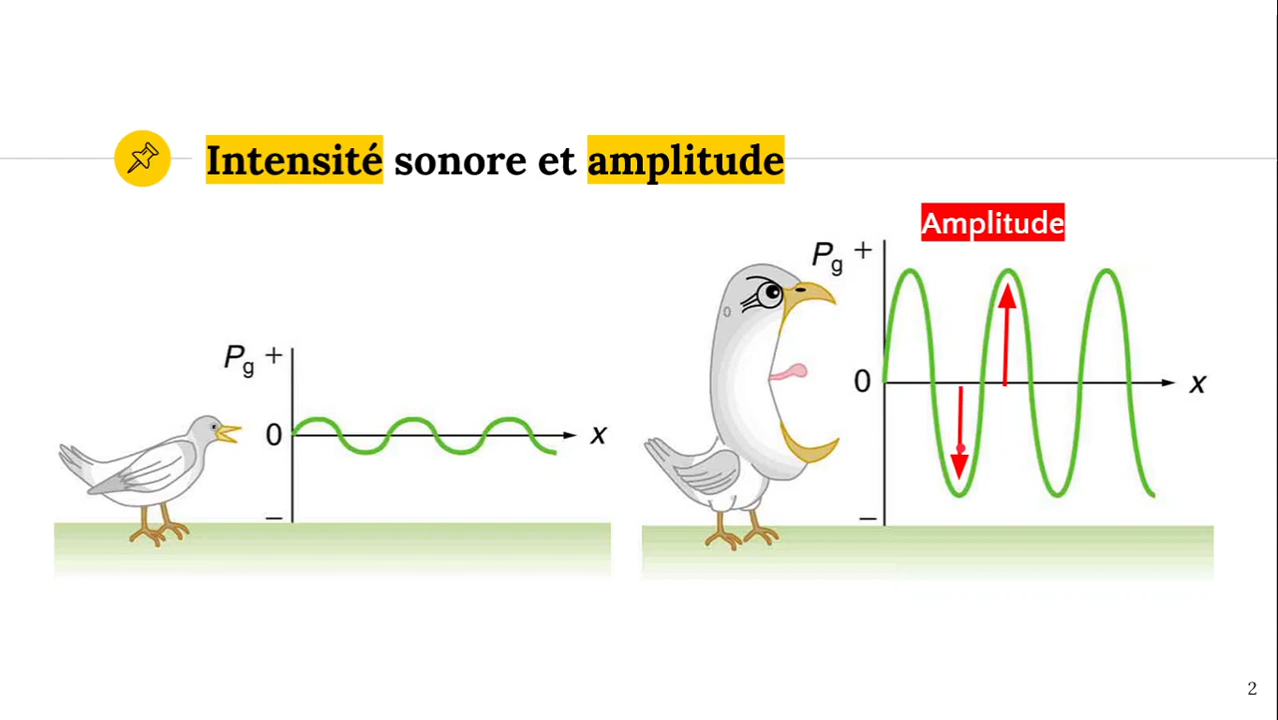 Intensité sonore et amplitude
Amplitude
Pg +
0
x
–
Pg +
0
x
–
2